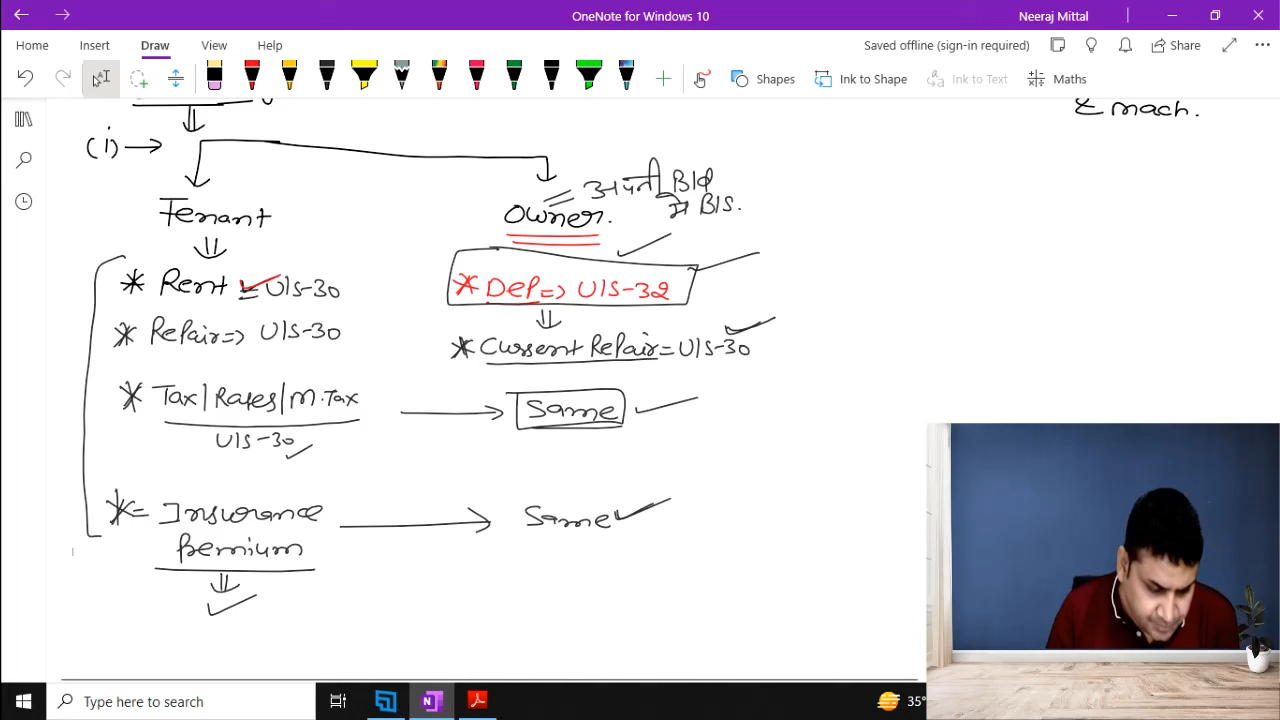 OneNote for Windows 10
Neeraj Mittal
Home Insert Draw View Help
Saved offline (sign-in required)
Share
Shapes
Ink to Shape
Ink to Text
Maths
& mach.
(i) →
Tenant
Owner.
अपनी Bldg
मे B/S.
* Rent = U/S-30
* Dep => U/S-32
* Repair => U/S-30
* Current Repair = U/S-30
* Tax/Rates/M.Tax → Same
U/S-30
* = Insurance → Same
Premium
Type here to search
35°